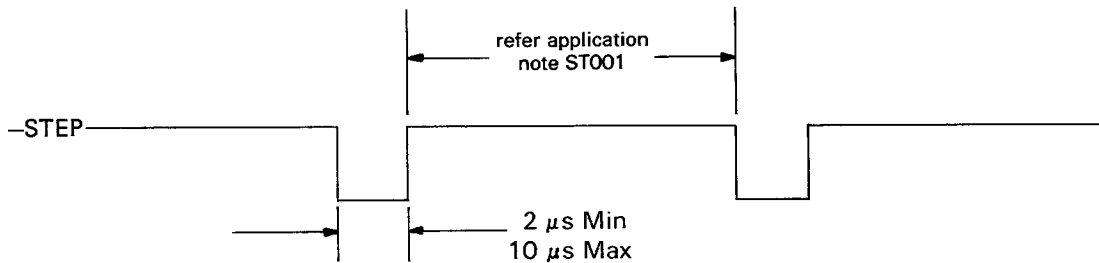 refer application
note ST001
–STEP
2 μs Min
10 μs Max